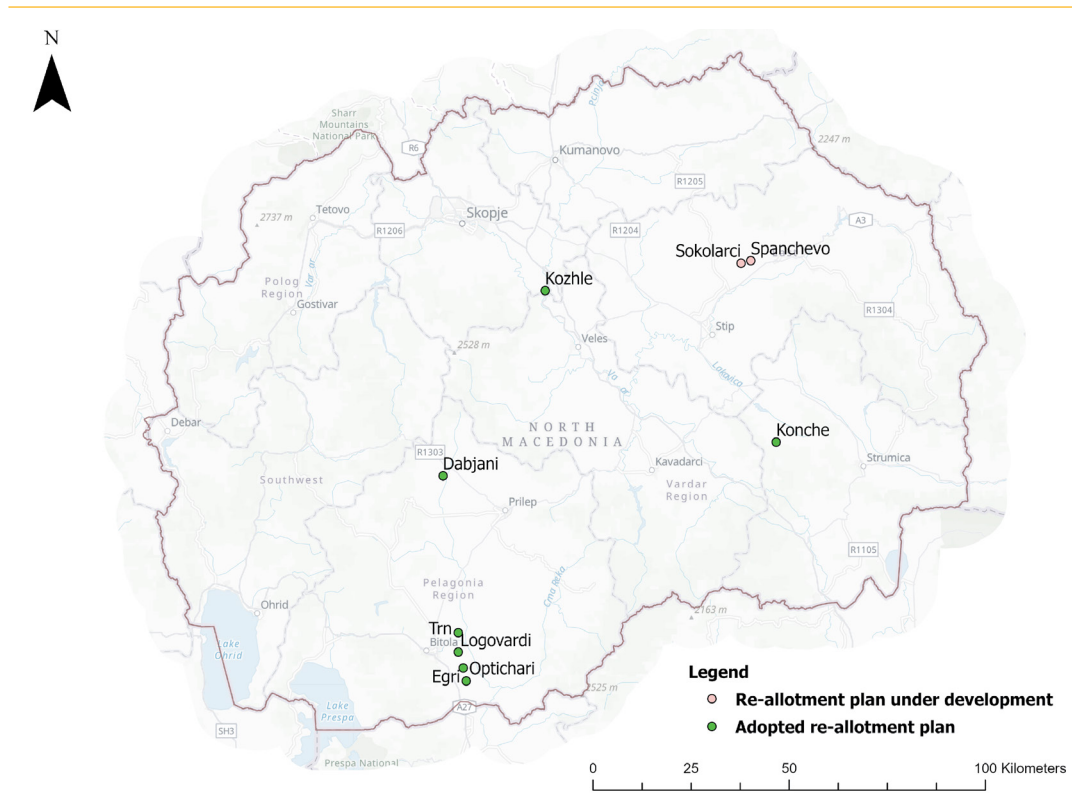 N
Sharr
Mountains
National Park
R6
Pcinja
Kumanovo
2247 m
R1205
2737 m
Tetovo
Skopje
R1206
R1204
A3
Sokolarci
Spanchevo
Polog
Region
Kozhle
Gostivar
R1304
Stip
Veles
2528 m
Debar
NORTH
MACEDONIA
Konche
R1303
Dabjani
Kavadarci
Strumica
Southwest
Vardar
Region
Prilep
R1105
Pelagonia
Region
Ohrid
2163 m
Trn
Bitola
Logovardi
Lake
Ohrid
Optichari
Egri
2525 m
A27
Lake
Prespa
SH3
Prespa National
Legend
Re-allotment plan under development
Adopted re-allotment plan
0 25 50 100 Kilometers